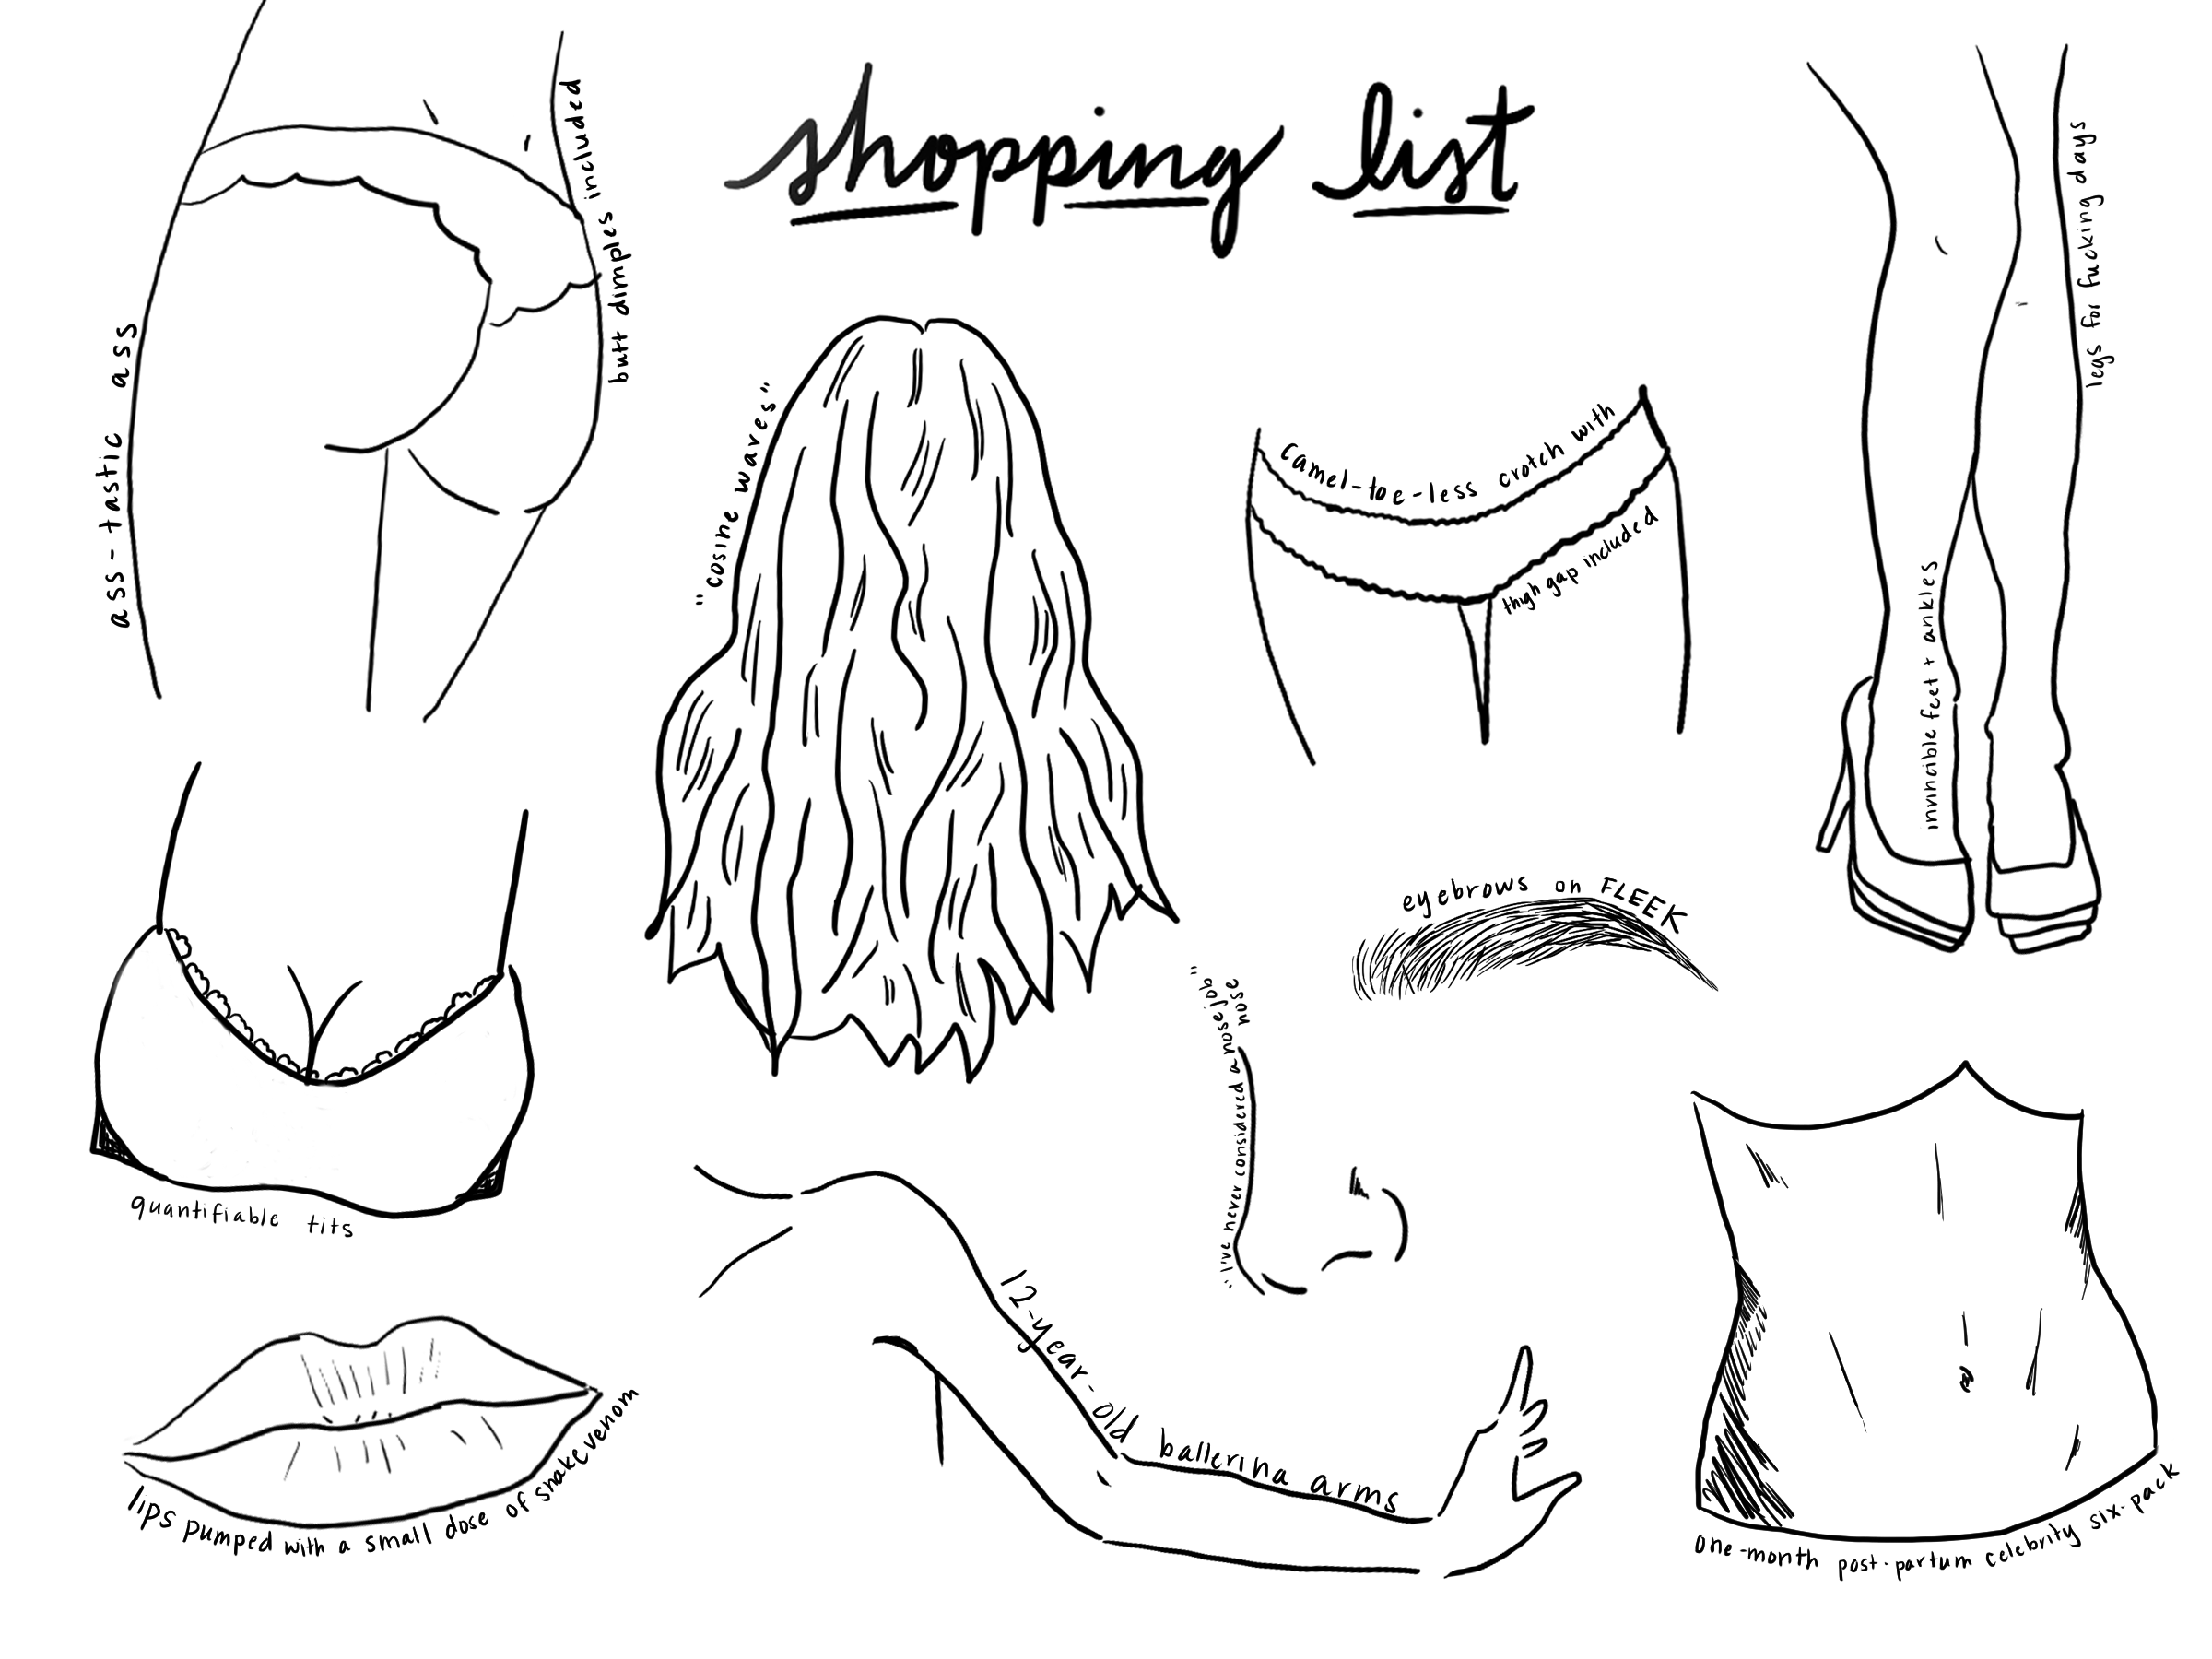 shopping list
ass-tastic ass
butt dimples included
"cosine waves"
Camel-toe-less crotch with
thigh gap included
legs for fucking days
invincible feet + ankles
eyebrows on FLEEK
"I've never considered a nose job"
nose
quantifiable tits
12-year-old ballerina arms
lips pumped with a small dose of snake venom
one-month post-partum celebrity six-pack